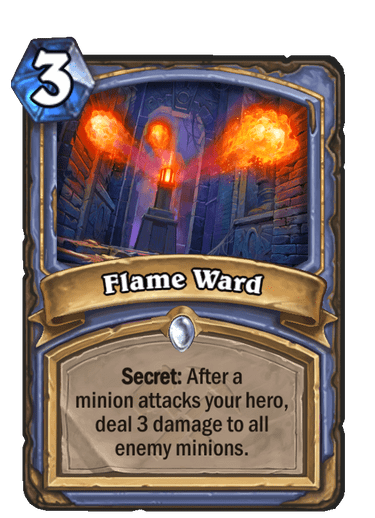 3
Flame Ward
Secret: After a
minion attacks your hero,
deal 3 damage to all
enemy minions.